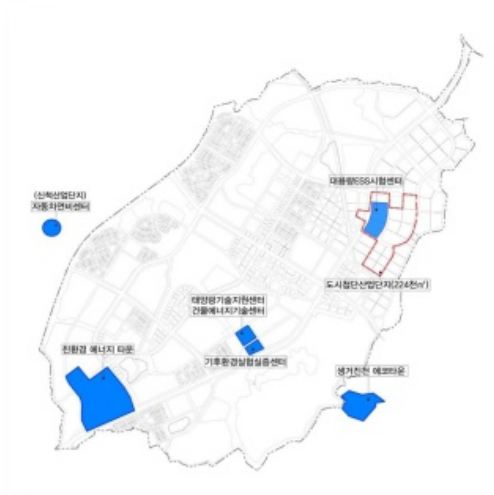 대용량ESS시험센터
(신척산업단지)
자동차연비센터
도시첨단산업단지(224천㎡)
태양광기술지원센터
건물에너지기술센터
친환경 에너지 타운
기후환경실험실증센터
생거진천 에코타운